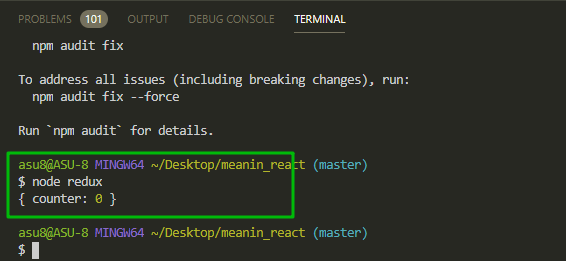 PROBLEMS 101 OUTPUT DEBUG CONSOLE TERMINAL
npm audit fix
To address all issues (including breaking changes), run:
npm audit fix --force
Run `npm audit` for details.
asu8@ASU-8 MINGW64 ~/Desktop/meanin_react (master)
$ node redux
{ counter: 0 }
asu8@ASU-8 MINGW64 ~/Desktop/meanin_react (master)
$